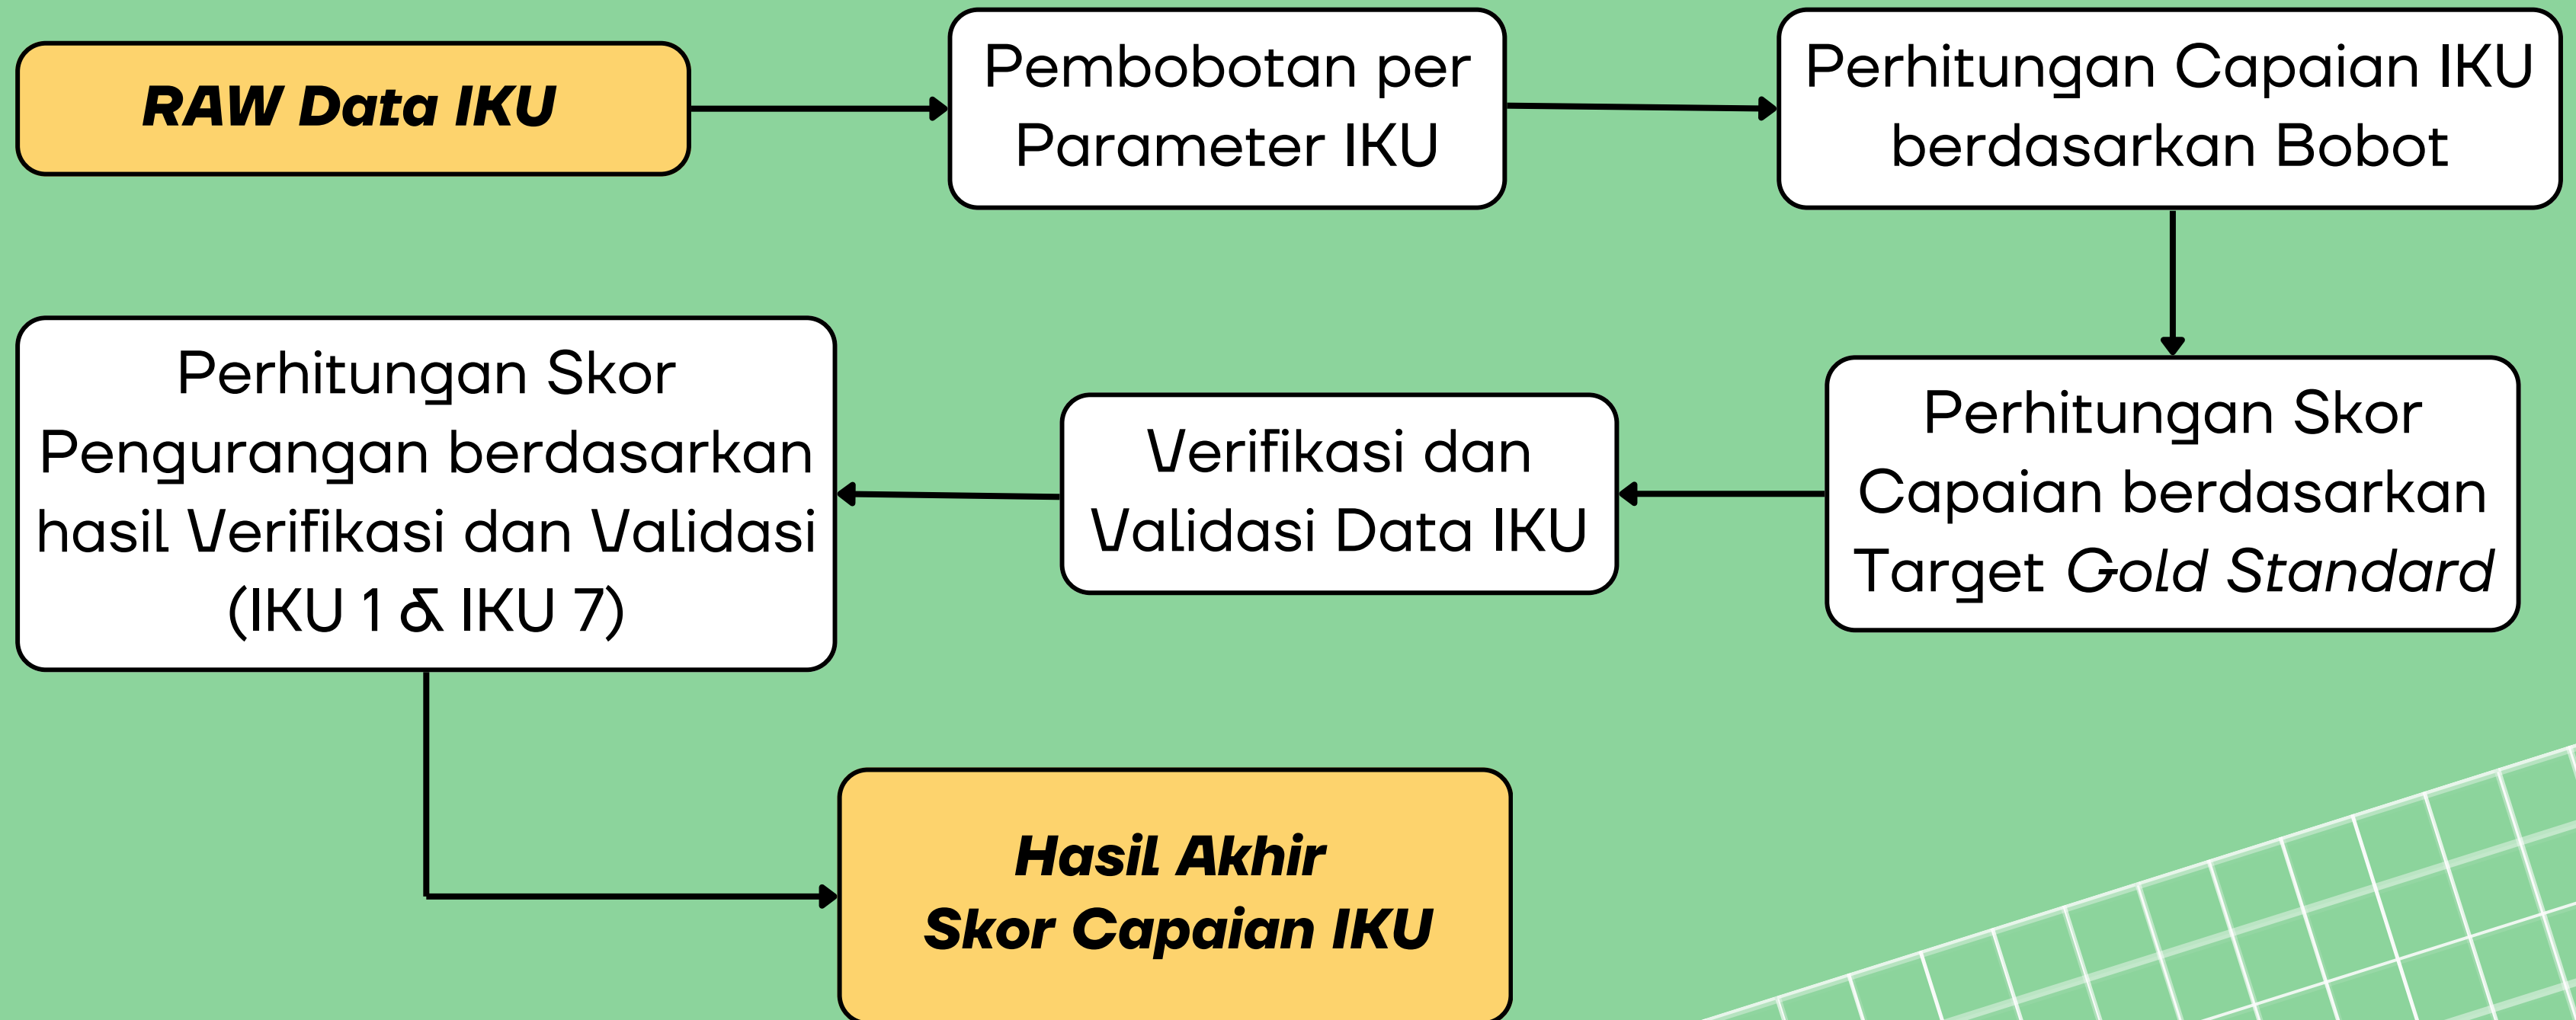 RAW Data IKU
Pembobotan per
Parameter IKU
Perhitungan Capaian IKU
berdasarkan Bobot
Perhitungan Skor
Capaian berdasarkan
Target Gold Standard
Verifikasi dan
Validasi Data IKU
Perhitungan Skor
Pengurangan berdasarkan
hasil Verifikasi dan Validasi
(IKU 1 & IKU 7)
Hasil Akhir
Skor Capaian IKU